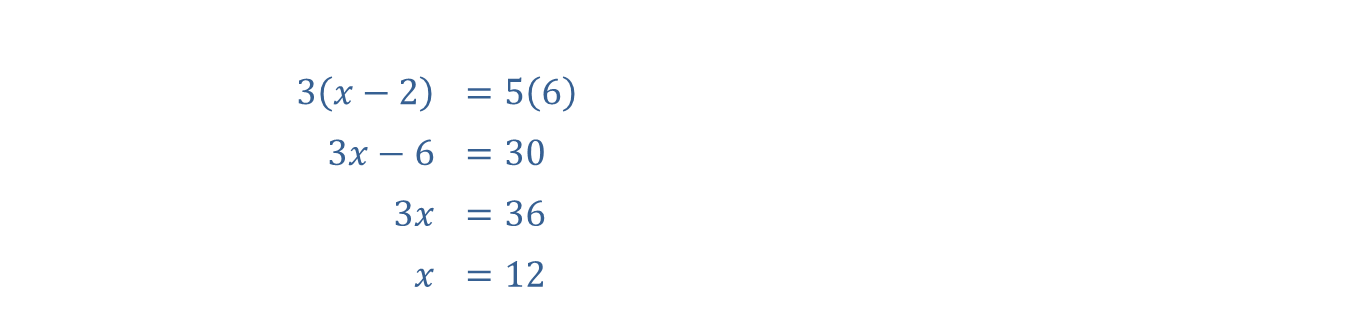 3(x − 2) = 5(6)
3x − 6 = 30
3x = 36
x = 12